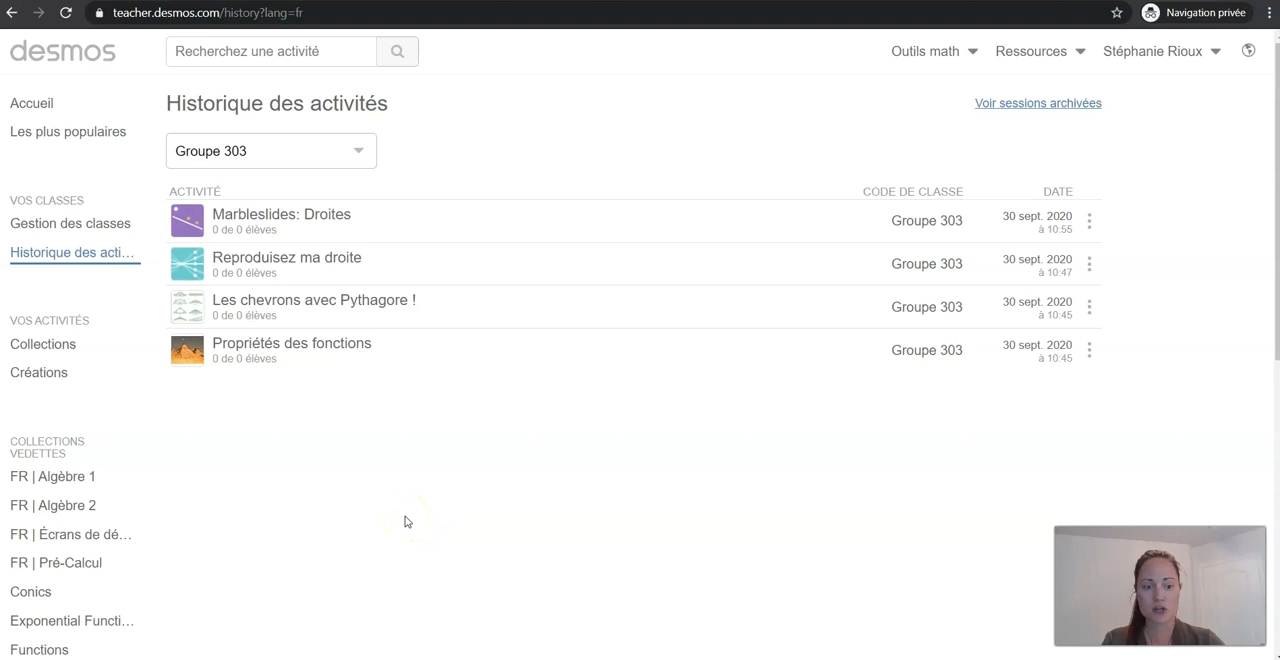 teacher.desmos.com/history?lang=fr
Navigation privée
desmos
Recherchez une activité
Outils math
Ressources
Stéphanie Rioux
Accueil
Les plus populaires
VOS CLASSES
Gestion des classes
Historique des acti…
VOS ACTIVITÉS
Collections
Créations
COLLECTIONS
VEDETTES
FR | Algèbre 1
FR | Algèbre 2
FR | Écrans de dé…
FR | Pré-Calcul
Conics
Exponential Functi…
Functions
Historique des activités
Voir sessions archivées
Groupe 303
ACTIVITÉ CODE DE CLASSE DATE
Marbleslides: Droites
0 de 0 élèves
Groupe 303
30 sept. 2020
à 10:55
Reproduisez ma droite
0 de 0 élèves
Groupe 303
30 sept. 2020
à 10:47
Les chevrons avec Pythagore !
0 de 0 élèves
Groupe 303
30 sept. 2020
à 10:45
Propriétés des fonctions
0 de 0 élèves
Groupe 303
30 sept. 2020
à 10:45